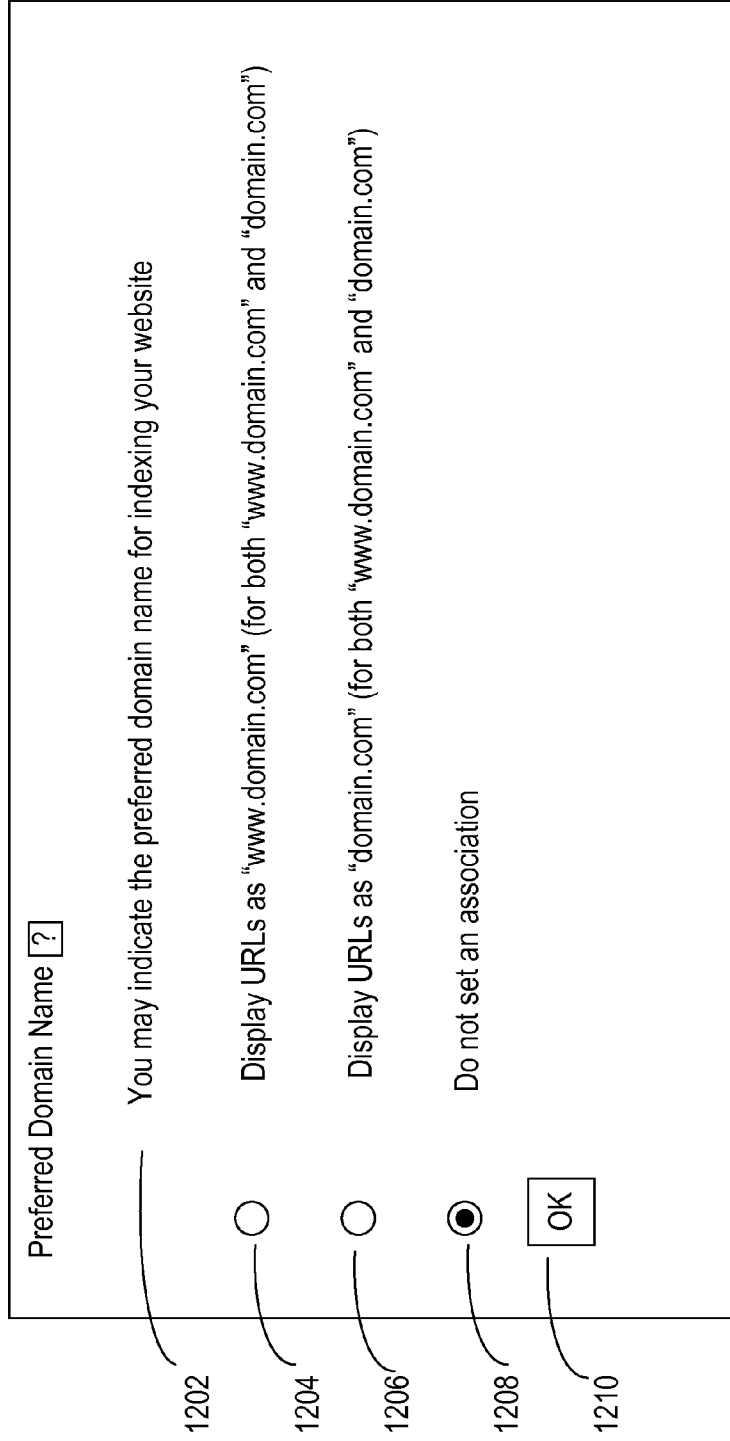 Preferred Domain Name ?
1202 You may indicate the preferred domain name for indexing your website
1204 Display URLs as “www.domain.com” (for both “www.domain.com” and “domain.com”)
1206 Display URLs as “domain.com” (for both “www.domain.com” and “domain.com”)
1208 Do not set an association
1210 OK